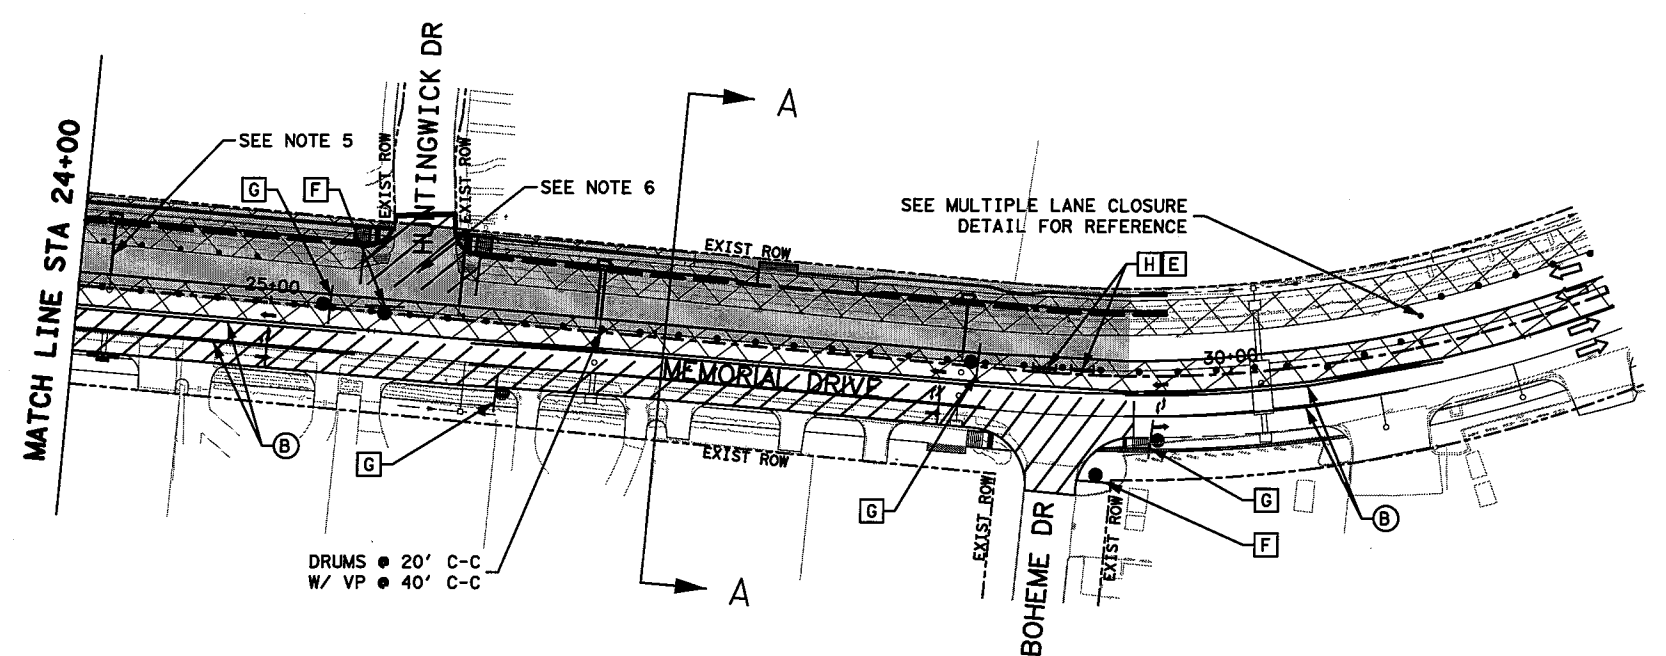 MATCH LINE STA 24+00
SEE NOTE 5
G
F
EXIST ROW
HUNTINGWICK DR
EXIST ROW
SEE NOTE 6
A
SEE MULTIPLE LANE CLOSURE
DETAIL FOR REFERENCE
EXIST ROW
H E
25+00
30+00
MEMORIAL DRIVE
B
G
EXIST ROW
G
G
B
F
DRUMS @ 20' C-C
W/ VP @ 40' C-C
A
EXIST ROW
BOHEME DR
EXIST ROW